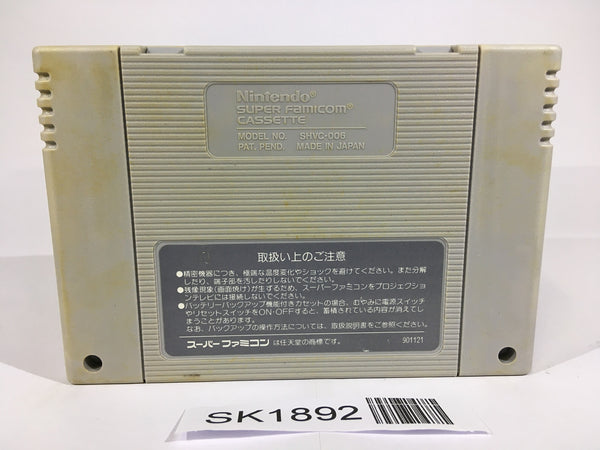 Nintendo®
SUPER FAMICOM®
CASSETTE
MODEL NO. SHVC-006
PAT. PEND. MADE IN JAPAN
取扱い上のご注意
●精密機器につき、極端な温度変化やショックを避けてください。また分解
したり、端子部を汚したりしないでください。
●残像現象(画面焼け)が生ずるため、スーパーファミコンをプロジェクショ
ンテレビには接続しないでください。
●バッテリーバックアップ機能付きカセットの場合、むやみに電源スイッチ
やリセットスイッチをON・OFFすると、蓄積されている内容が消えてし
まうことがあります。
なお、バックアップの操作方法については、取扱説明書をご参照ください。
スーパーファミコン は任天堂の商標です。 901121
SK1892